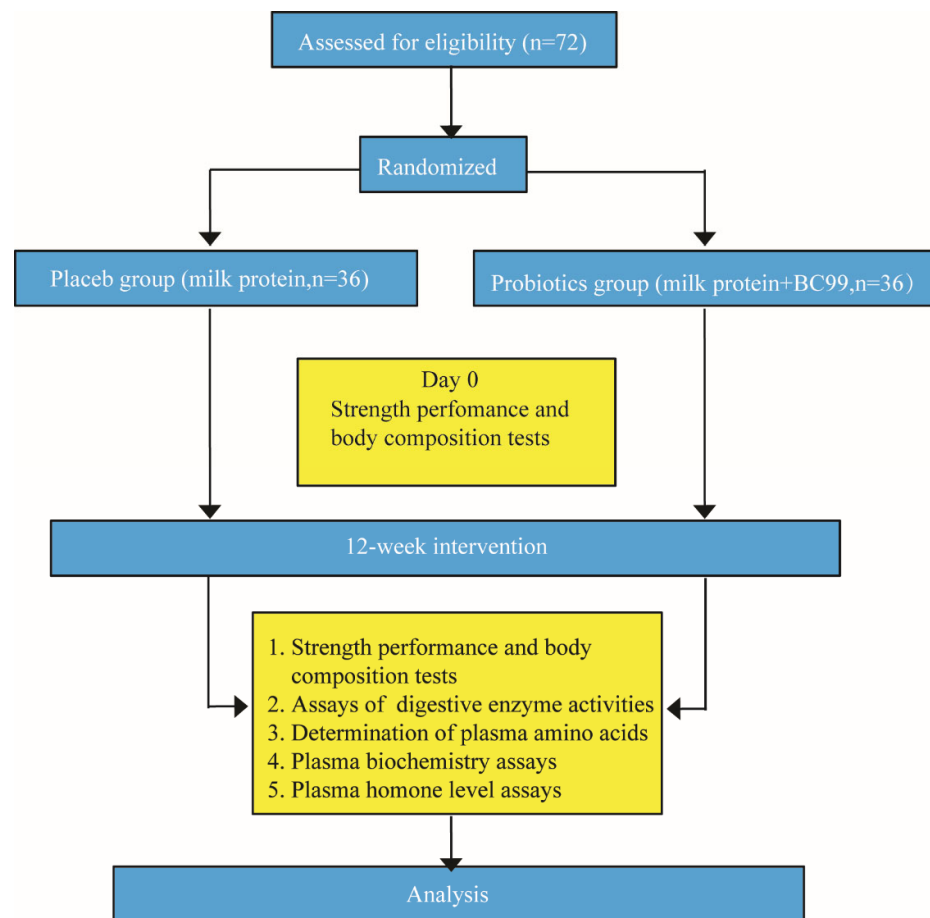 Assessed for eligibility (n=72)
Randomized
Placeb group (milk protein,n=36)
Probiotics group (milk protein+BC99,n=36）
Day 0
Strength perfomance and
body composition tests
12-week intervention
1. Strength performance and body
composition tests
2. Assays of digestive enzyme activities
3. Determination of plasma amino acids
4. Plasma biochemistry assays
5. Plasma homone level assays
Analysis